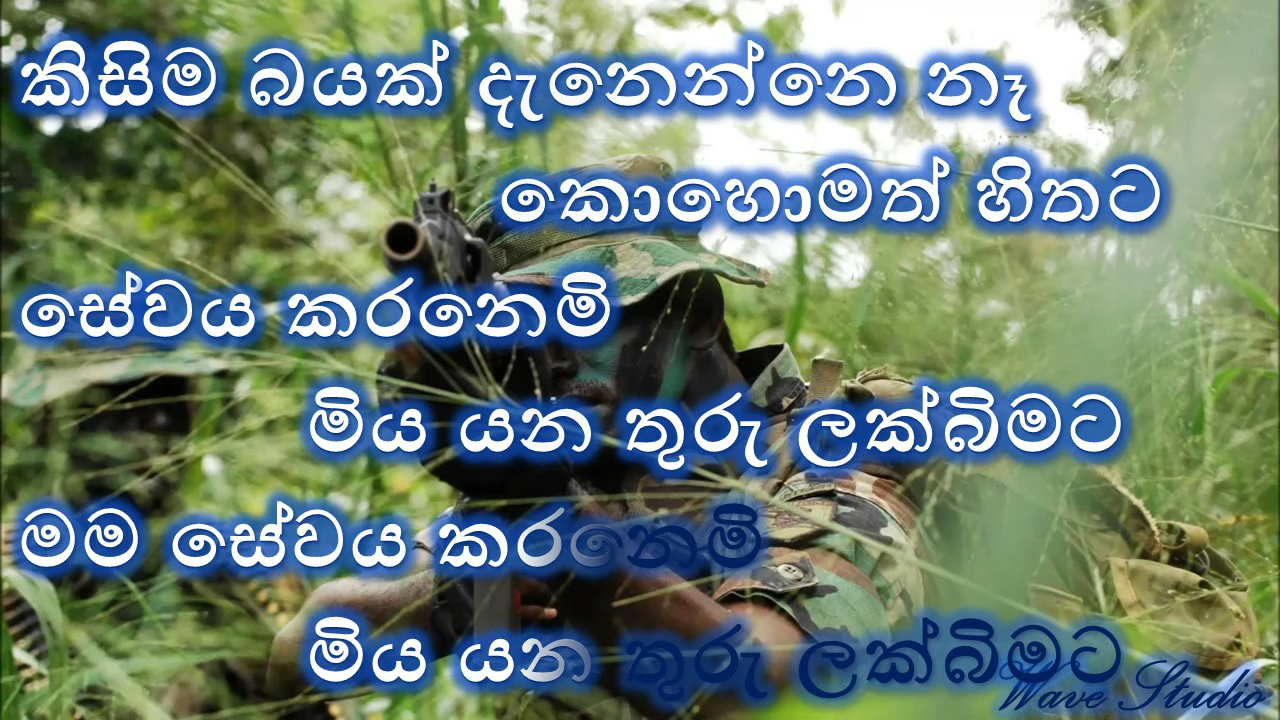 කිසිම බයක් දැනෙන්නෙ නෑ
කොහොමත් හිතට
සේවය කරනෙමි
මිය යන තුරු ලක්බිමට
මම සේවය කරනෙමි
මිය යන තුරු ලක්බිමට
Wave Studio